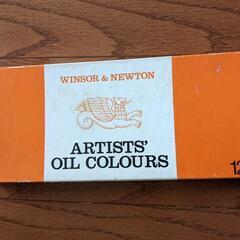 WINSOR & NEWTON
ARTISTS'
OIL COLOURS
12